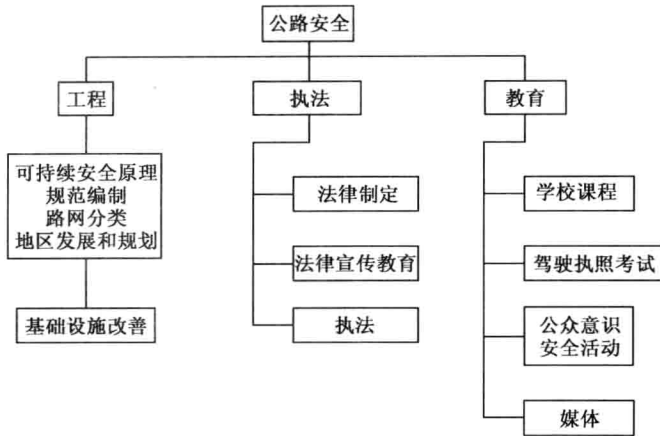 公路安全
工程
执法
教育
可持续安全原理
规范编制
路网分类
地区发展和规划
基础设施改善
法律制定
法律宣传教育
执法
学校课程
驾驶执照考试
公众意识
安全活动
媒体